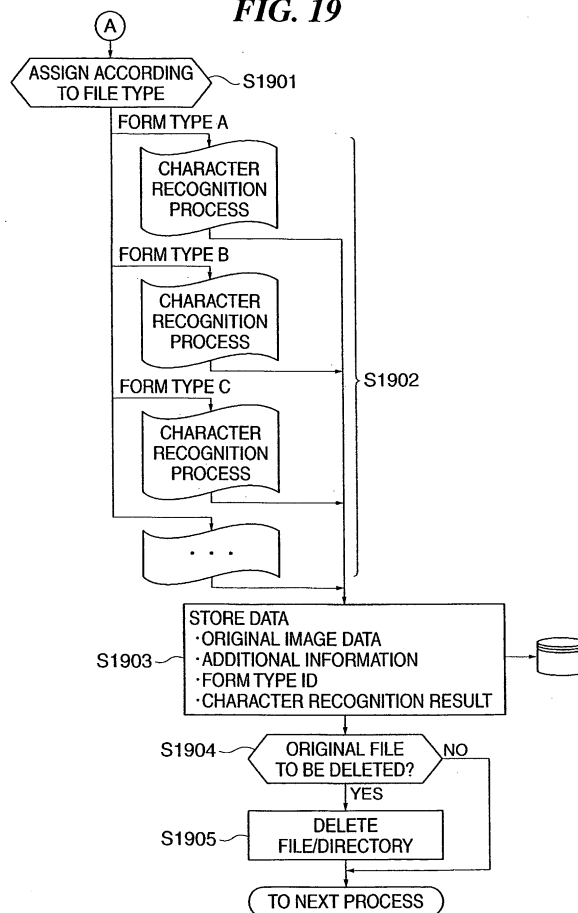 FIG. 19
A
ASSIGN ACCORDING
TO FILE TYPE
S1901
FORM TYPE A
CHARACTER
RECOGNITION
PROCESS
FORM TYPE B
CHARACTER
RECOGNITION
PROCESS
S1902
FORM TYPE C
CHARACTER
RECOGNITION
PROCESS
· · ·
STORE DATA
·ORIGINAL IMAGE DATA
S1903
·ADDITIONAL INFORMATION
·FORM TYPE ID
·CHARACTER RECOGNITION RESULT
S1904
ORIGINAL FILE
TO BE DELETED?
NO
YES
S1905
DELETE
FILE/DIRECTORY
TO NEXT PROCESS